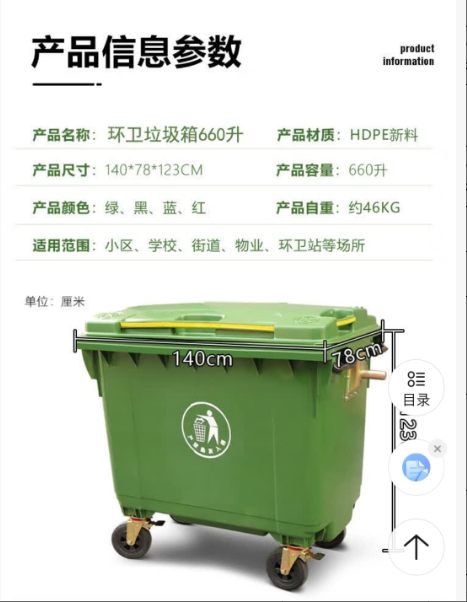 产品信息参数
product
information
产品名称：环卫垃圾箱660升 产品材质：HDPE新料
产品尺寸：140*78*123CM 产品容量：660升
产品颜色：绿、黑、蓝、红 产品自重：约46KG
适用范围：小区、学校、街道、物业、环卫站等场所
单位：厘米
140cm
78cm
目录